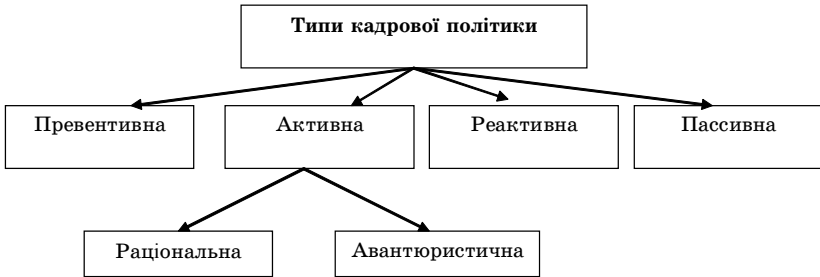 Типи кадрової політики
Превентивна
Активна
Реактивна
Пассивна
Раціональна
Авантюристична